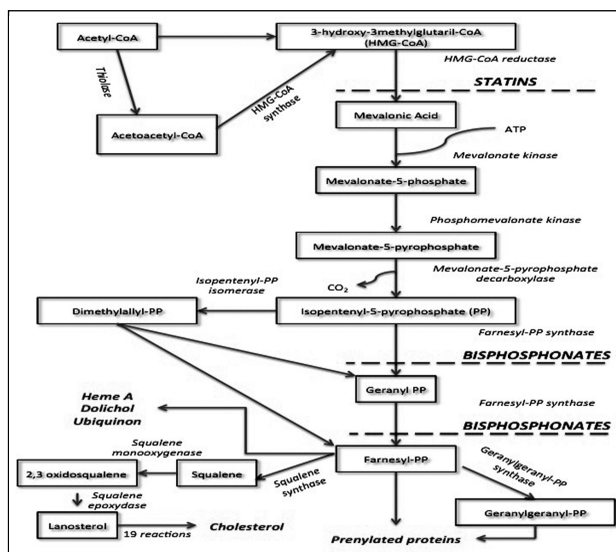 Acetyl-CoA
3-hydroxy-3methylglutaril-CoA
(HMG-CoA)
HMG-CoA reductase
Thiolase
HMG-CoA
synthase
STATINS
Acetoacetyl-CoA
Mevalonic Acid
ATP
Mevalonate kinase
Mevalonate-5-phosphate
Phosphomevalonate kinase
Mevalonate-5-pyrophosphate
CO2
Mevalonate-5-pyrophosphate
decarboxylase
Isopentenyl-PP
isomerase
Dimethylallyl-PP
Isopentenyl-5-pyrophosphate (PP)
Farnesyl-PP synthase
BISPHOSPHONATES
Geranyl PP
Heme A
Dolichol
Ubiquinon
Farnesyl-PP synthase
BISPHOSPHONATES
Squalene
monooxygenase
Farnesyl-PP
Geranylgeranyl-PP
synthase
2,3 oxidosqualene
Squalene
Squalene
synthase
Squalene
epoxydase
Geranylgeranyl-PP
Lanosterol
19 reactions
Cholesterol
Prenylated proteins